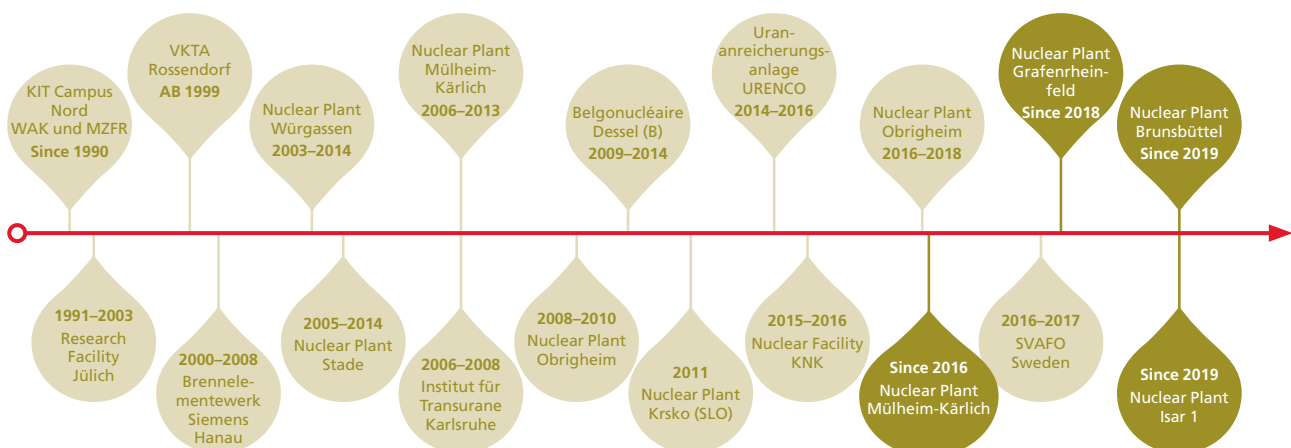 KIT Campus
Nord
WAK und MZFR
Since 1990
VKTA
Rossendorf
AB 1999
Nuclear Plant
Würgassen
2003–2014
Nuclear Plant
Mülheim-
Kärlich
2006–2013
Belgonucléaire
Dessel (B)
2009–2014
Uran-
anreicherungs-
anlage
URENCO
2014–2016
Nuclear Plant
Obrigheim
2016–2018
Nuclear Plant
Grafenrhein-
feld
Since 2018
Nuclear Plant
Brunsbüttel
Since 2019
1991–2003
Research
Facility
Jülich
2000–2008
Brennele-
mentewerk
Siemens
Hanau
2005–2014
Nuclear Plant
Stade
2006–2008
Institut für
Transurane
Karlsruhe
2008–2010
Nuclear Plant
Obrigheim
2011
Nuclear Plant
Krsko (SLO)
2015–2016
Nuclear Facility
KNK
Since 2016
Nuclear Plant
Mülheim-Kärlich
2016–2017
SVAFO
Sweden
Since 2019
Nuclear Plant
Isar 1